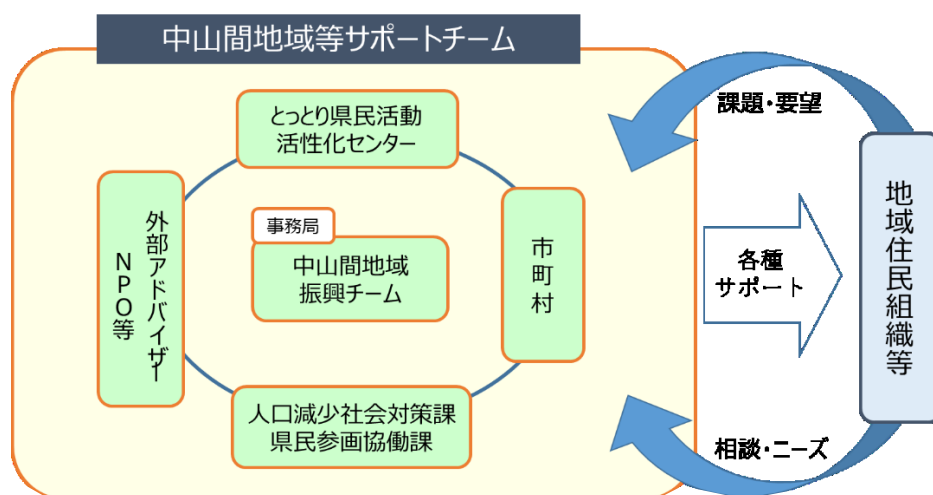 中山間地域等サポートチーム
とっとり県民活動
活性化センター
外部アドバイザー
NPO等
事務局
中山間地域
振興チーム
市町村
人口減少社会対策課
県民参画協働課
課題・要望
各種
サポート
相談・ニーズ
地域住民組織等